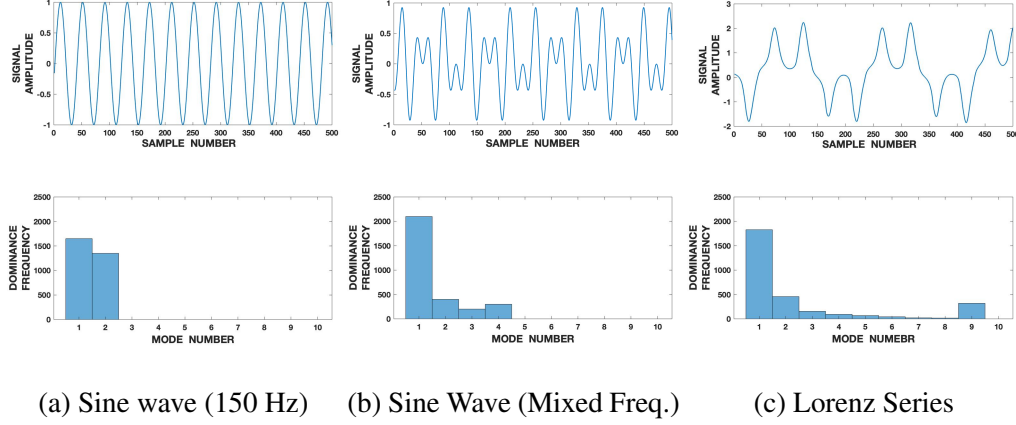 1
0.5
0
-0.5
-1
SIGNAL
AMPLITUDE
0 50 100 150 200 250 300 350 400 450 500
SAMPLE NUMBER
1
0.5
0
-0.5
-1
SIGNAL
AMPLITUDE
0 50 100 150 200 250 300 350 400 450 500
SAMPLE NUMBER
3
2
1
0
-1
-2
SIGNAL
AMPLITUDE
0 50 100 150 200 250 300 350 400 450 500
SAMPLE NUMBER
2500
2000
1500
1000
500
0
DOMINANCE
FREQUENCY
1 2 3 4 5 6 7 8 9 10
MODE NUMBER
2500
2000
1500
1000
500
0
DOMINANCE
FREQUENCY
1 2 3 4 5 6 7 8 9 10
MODE NUMBER
2500
2000
1500
1000
500
0
DOMINANCE
FREQUENCY
1 2 3 4 5 6 7 8 9 10
MODE NUMEBR
(a) Sine wave (150 Hz)
(b) Sine Wave (Mixed Freq.)
(c) Lorenz Series